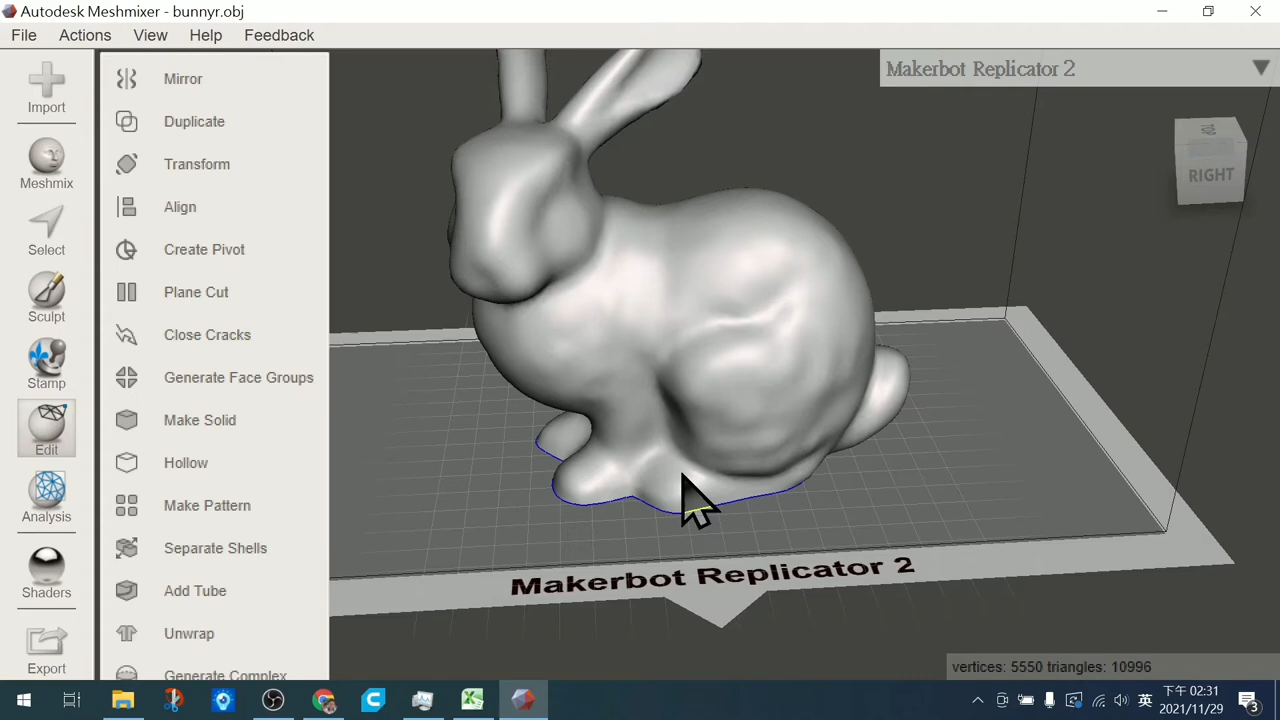 Autodesk Meshmixer - bunnyr.obj
File Actions View Help Feedback
Import
Meshmix
Select
Sculpt
Stamp
Edit
Analysis
Shaders
Export
Mirror
Duplicate
Transform
Align
Create Pivot
Plane Cut
Close Cracks
Generate Face Groups
Make Solid
Hollow
Make Pattern
Separate Shells
Add Tube
Unwrap
Generate Complex
Makerbot Replicator 2
TOP
RIGHT
Makerbot Replicator 2
vertices: 5550 triangles: 10996
英
下午 02:31
2021/11/29
3